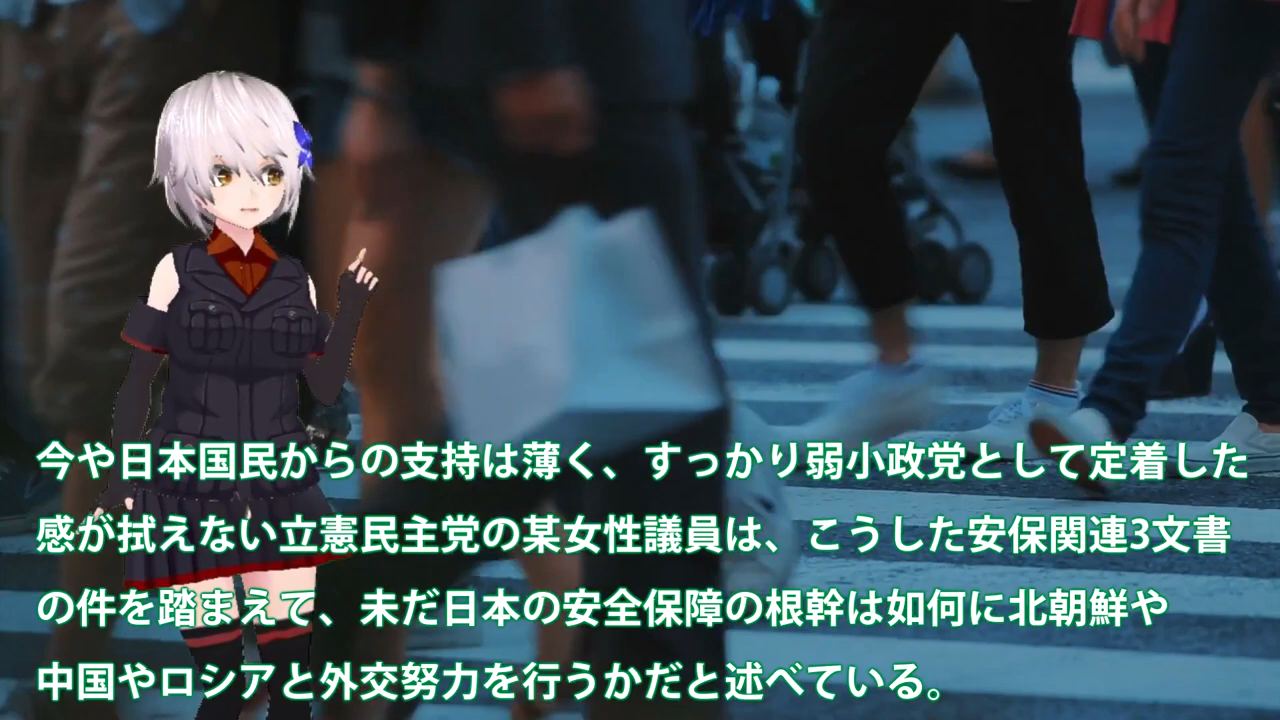 今や日本国民からの支持は薄く、すっかり弱小政党として定着した
感が拭えない立憲民主党の某女性議員は、こうした安保関連3文書
の件を踏まえて、未だ日本の安全保障の根幹は如何に北朝鮮や
中国やロシアと外交努力を行うかだと述べている。